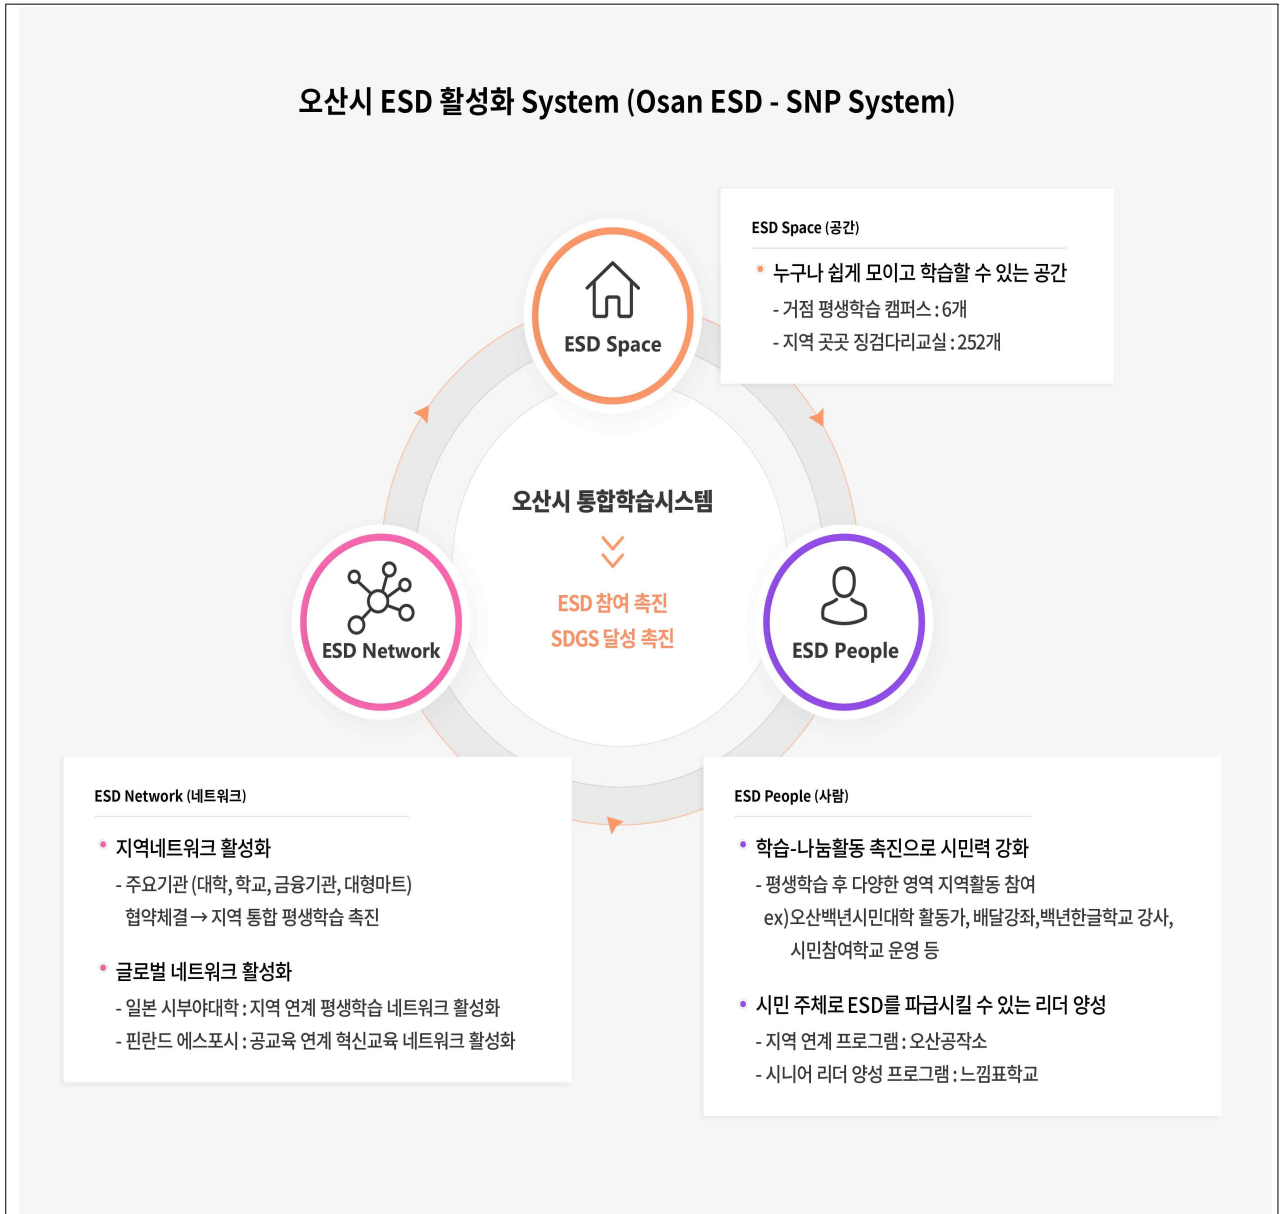 오산시 ESD 활성화 System (Osan ESD - SNP System)
ESD Space (공간)
• 누구나 쉽게 모이고 학습할 수 있는 공간
- 거점 평생학습 캠퍼스 : 6개
- 지역 곳곳 징검다리교실 : 252개
ESD Space
오산시 통합학습시스템
ESD 참여 촉진
SDGS 달성 촉진
ESD Network
ESD People
ESD Network (네트워크)
• 지역네트워크 활성화
- 주요기관 (대학, 학교, 금융기관, 대형마트)
협약체결 → 지역 통합 평생학습 촉진
• 글로벌 네트워크 활성화
- 일본 시부야대학 : 지역 연계 평생학습 네트워크 활성화
- 핀란드 에스포시 : 공교육 연계 혁신교육 네트워크 활성화
ESD People (사람)
• 학습-나눔활동 촉진으로 시민력 강화
- 평생학습 후 다양한 영역 지역활동 참여
ex)오산백년시민대학 활동가, 배달강좌,백년한글학교 강사,
시민참여학교 운영 등
• 시민 주체로 ESD를 파급시킬 수 있는 리더 양성
- 지역 연계 프로그램 : 오산공작소
- 시니어 리더 양성 프로그램 : 느낌표학교